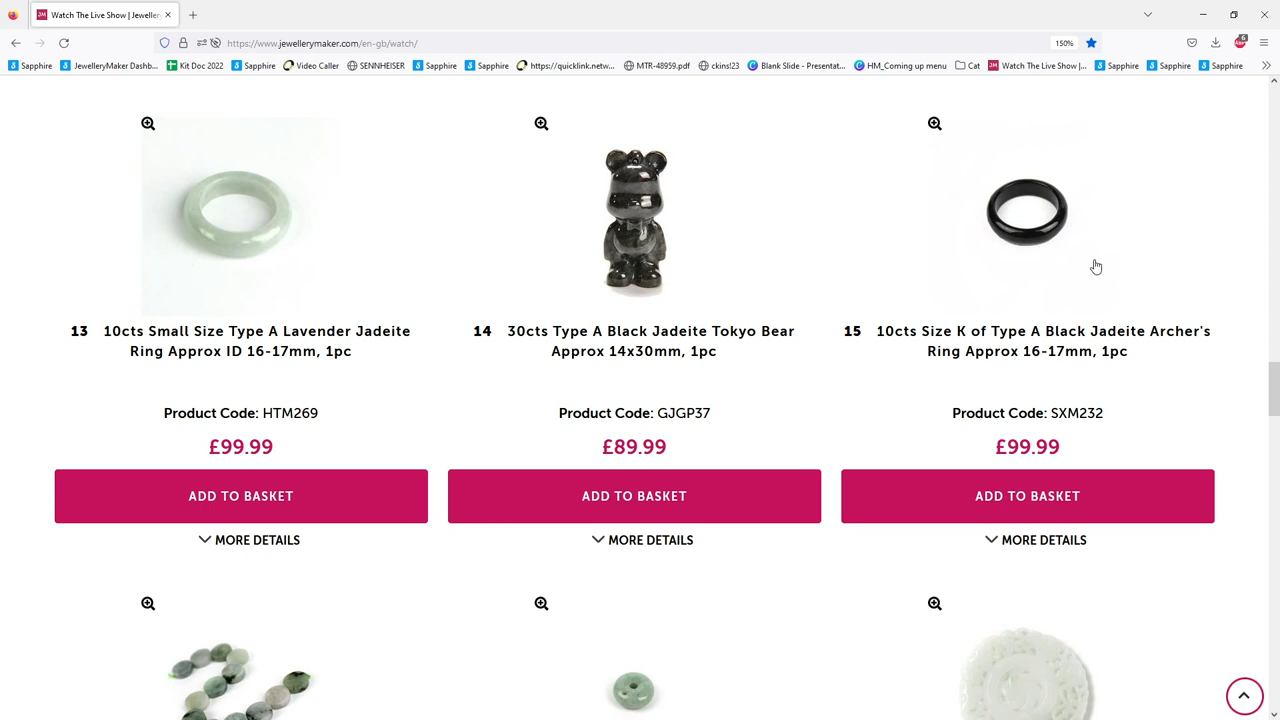 Watch The Live Show | Jeweller
https://www.jewellerymaker.com/en-gb/watch/
150%
6
Sapphire
JewelleryMaker Dashb...
Kit Doc 2022
Sapphire
Video Caller
SENNHEISER
Sapphire
Sapphire
https://quicklink.netw...
MTR-48959.pdf
ckins!23
Blank Slide - Presentat...
HM_Coming up menu
Cat
Watch The Live Show |...
Sapphire
Sapphire
Sapphire
13 10cts Small Size Type A Lavender Jadeite
Ring Approx ID 16-17mm, 1pc
Product Code: HTM269
£99.99
ADD TO BASKET
MORE DETAILS
14 30cts Type A Black Jadeite Tokyo Bear
Approx 14x30mm, 1pc
Product Code: GJGP37
£89.99
ADD TO BASKET
MORE DETAILS
15 10cts Size K of Type A Black Jadeite Archer's
Ring Approx 16-17mm, 1pc
Product Code: SXM232
£99.99
ADD TO BASKET
MORE DETAILS